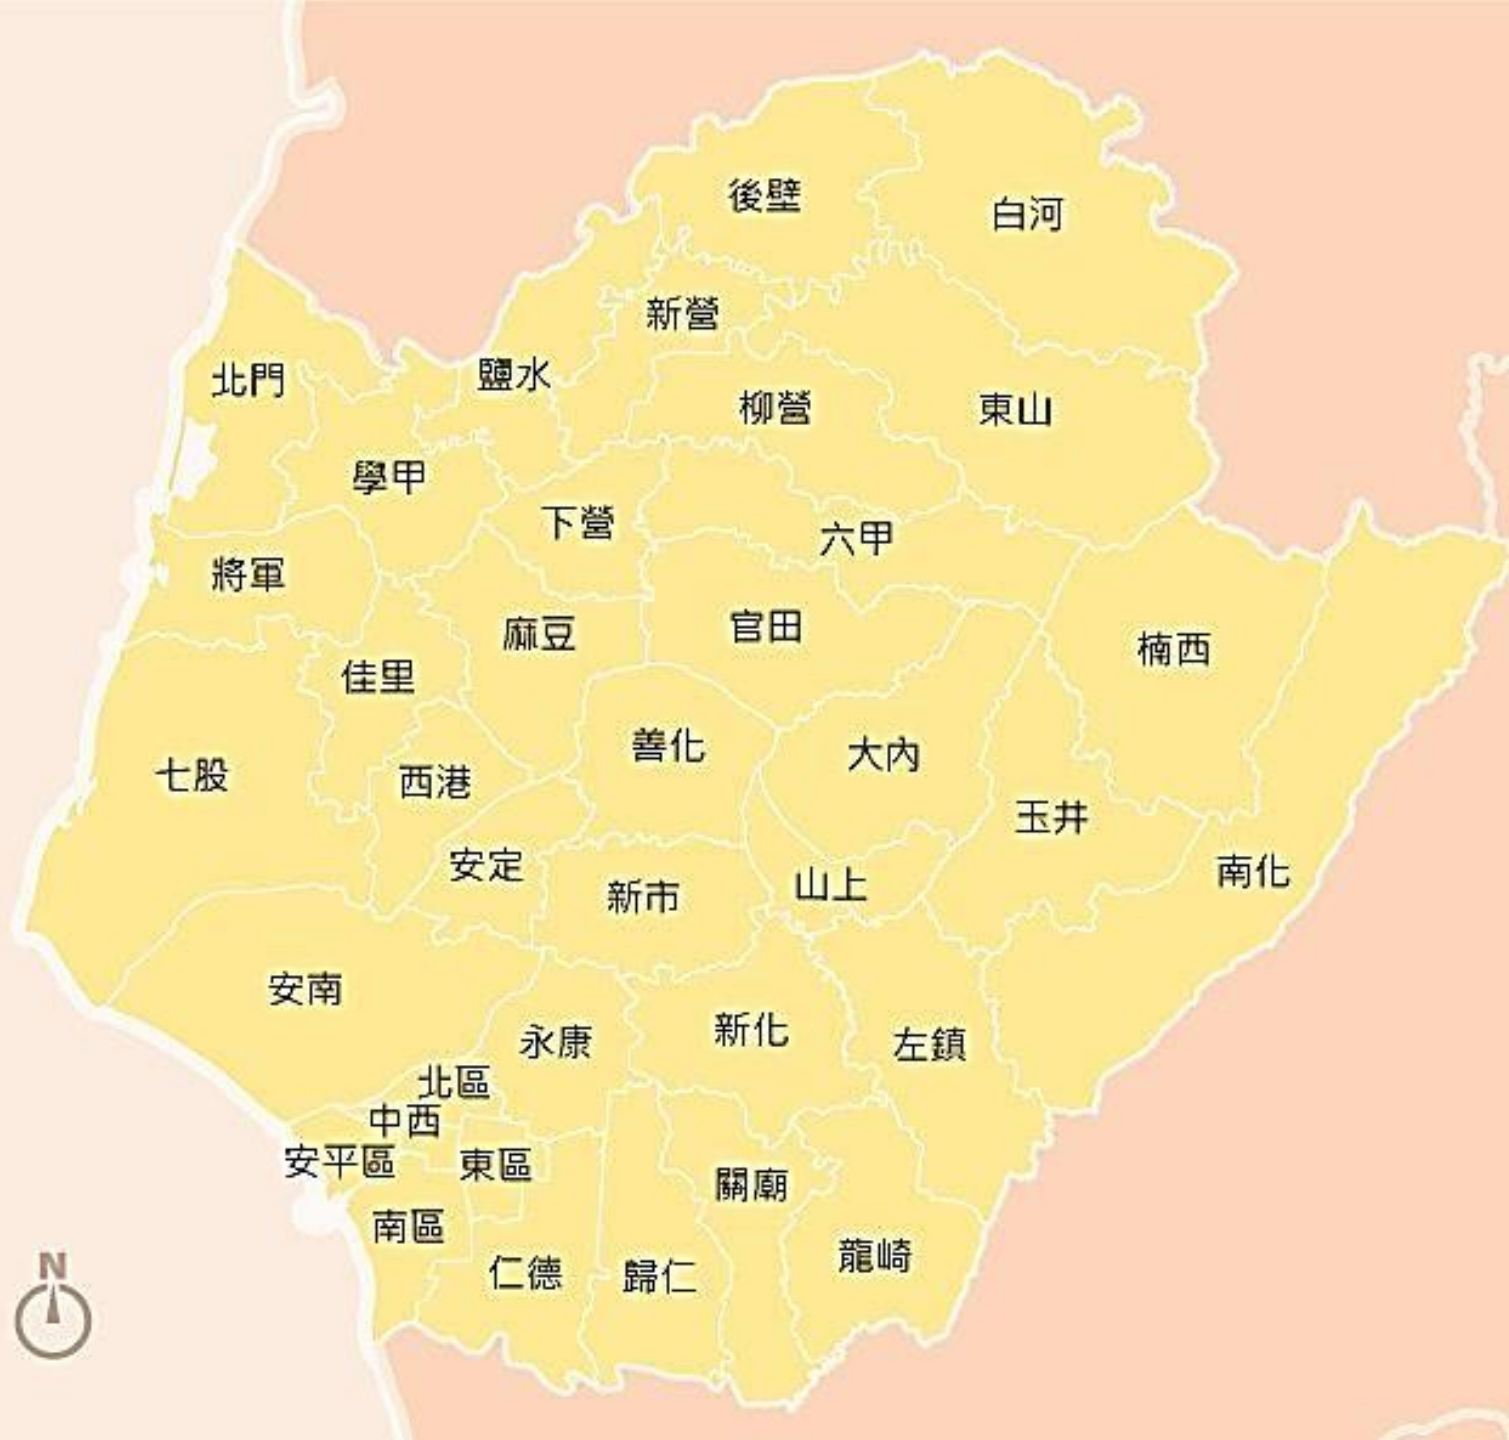 後壁
白河
新營
鹽水
北門
柳營
東山
學甲
下營
六甲
將軍
麻豆
官田
楠西
佳里
善化
大內
七股
西港
玉井
安定
南化
新市
山上
安南
新化
永康
左鎮
北區
中西
安平區
東區
關廟
南區
龍崎
仁德
歸仁
N